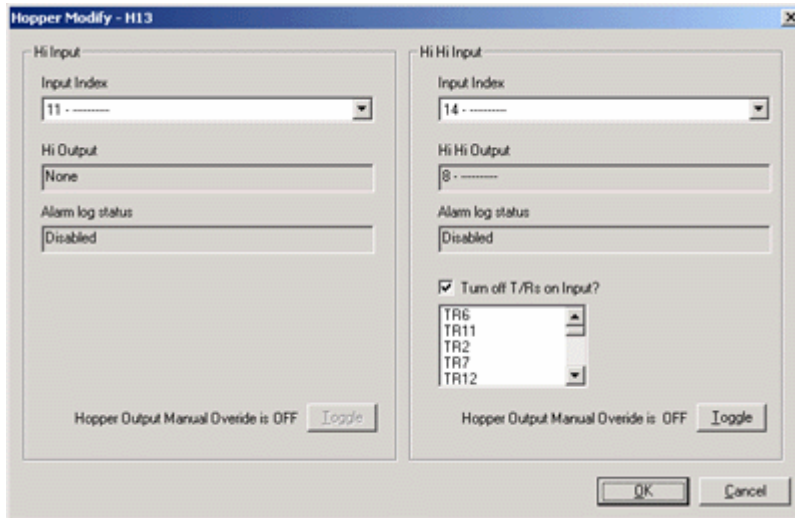 Hopper Modify - H13
Hi Input
Input Index
11 - ---------
Hi Output
None
Alarm log status
Disabled
Hopper Output Manual Overide is OFF
Toggle
Hi Hi Input
Input Index
14 - ---------
Hi Hi Output
8 - ---------
Alarm log status
Disabled
Turn off T/Rs on Input?
TR6
TR11
TR2
TR7
TR12
Hopper Output Manual Overide is OFF
Toggle
OK
Cancel